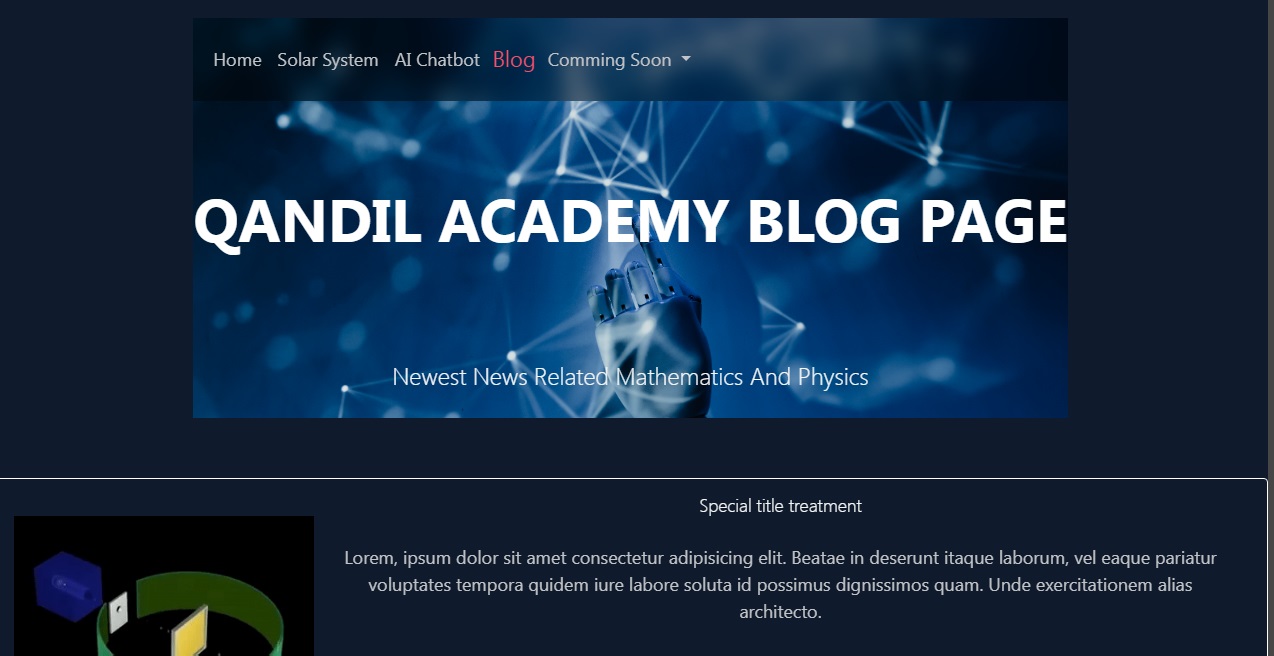 Home Solar System AI Chatbot Blog Comming Soon
QANDIL ACADEMY BLOG PAGE
Newest News Related Mathematics And Physics
Special title treatment
Lorem, ipsum dolor sit amet consectetur adipisicing elit. Beatae in deserunt itaque laborum, vel eaque pariatur
voluptates tempora quidem iure labore soluta id possimus dignissimos quam. Unde exercitationem alias
architecto.